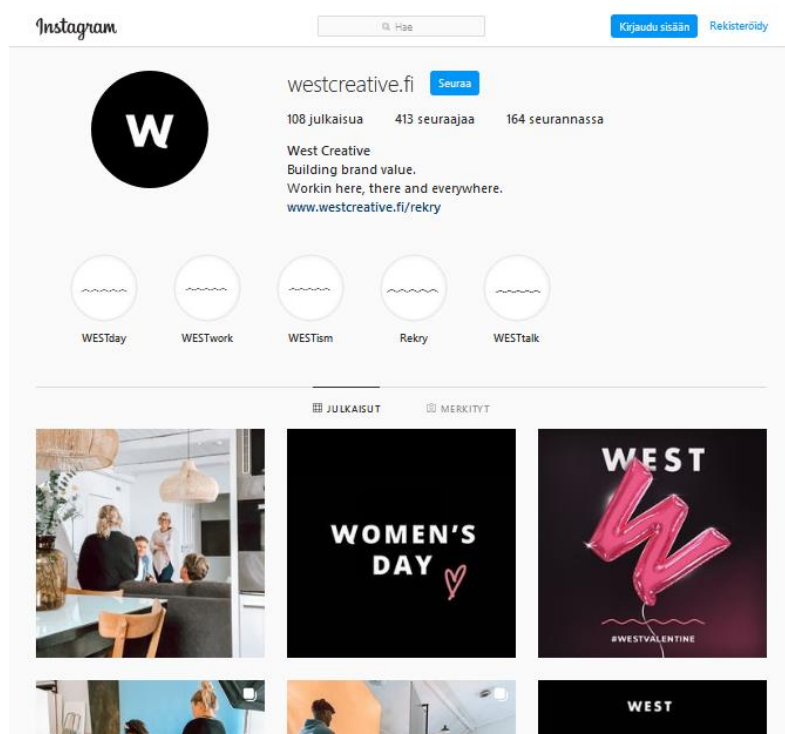 Instagram
Hae
Kirjaudu sisään
Rekisteröidy
W
westcreative.fi
Seuraa
108 julkaisua
413 seuraajaa
164 seurannassa
West Creative
Building brand value.
Workin here, there and everywhere.
www.westcreative.fi/rekry
WESTday
WESTwork
WESTism
Rekry
WESTtalk
JULKAISUT
MERKITYT
WOMEN'S
DAY
WEST
W
#WESTVALENTINE
WEST